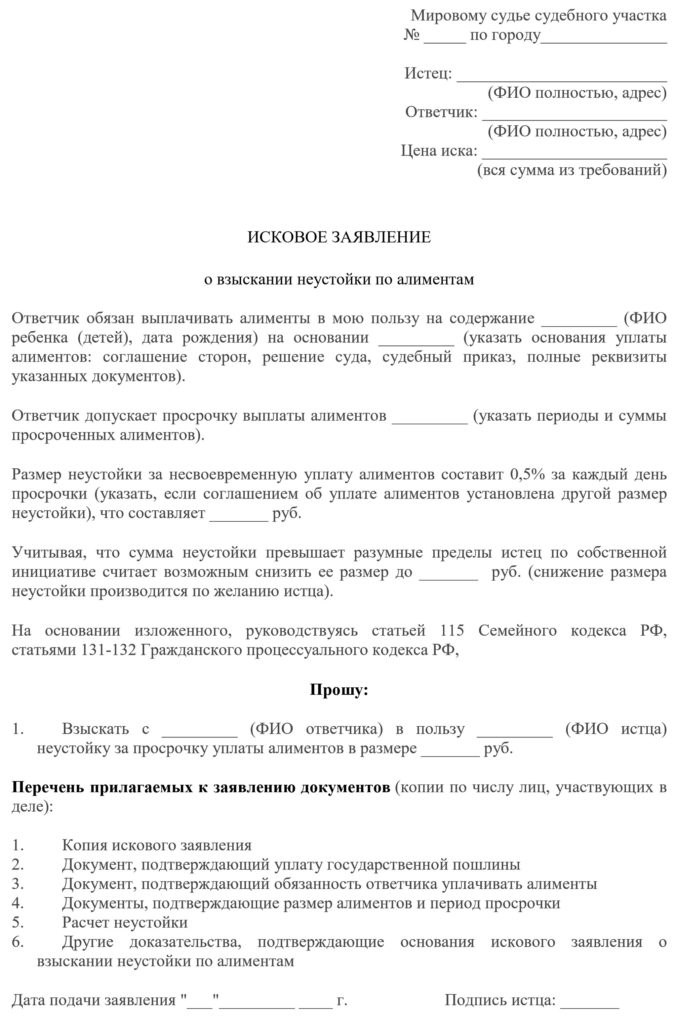 Мировому судье судебного участка
№ _____ по городу_______________
Истец: _________________________
(ФИО полностью, адрес)
Ответчик: ______________________
(ФИО полностью, адрес)
Цена иска: ______________________
(вся сумма из требований)
ИСКОВОЕ ЗАЯВЛЕНИЕ
о взыскании неустойки по алиментам
Ответчик обязан выплачивать алименты в мою пользу на содержание _________ (ФИО
ребенка (детей), дата рождения) на основании _________ (указать основания уплаты
алиментов: соглашение сторон, решение суда, судебный приказ, полные реквизиты
указанных документов).
Ответчик допускает просрочку выплаты алиментов _________ (указать периоды и суммы
просроченных алиментов).
Размер неустойки за несвоевременную уплату алиментов составит 0,5% за каждый день
просрочки (указать, если соглашением об уплате алиментов установлена другой размер
неустойки), что составляет _______ руб.
Учитывая, что сумма неустойки превышает разумные пределы истец по собственной
инициативе считает возможным снизить ее размер до _______ руб. (снижение размера
неустойки производится по желанию истца).
На основании изложенного, руководствуясь статьей 115 Семейного кодекса РФ,
статьями 131-132 Гражданского процессуального кодекса РФ,
Прошу:
1. Взыскать с _________ (ФИО ответчика) в пользу _________ (ФИО истца)
неустойку за просрочку уплаты алиментов в размере _______ руб.
Перечень прилагаемых к заявлению документов (копии по числу лиц, участвующих в
деле):
1. Копия искового заявления
2. Документ, подтверждающий уплату государственной пошлины
3. Документ, подтверждающий обязанность ответчика уплачивать алименты
4. Документы, подтверждающие размер алиментов и период просрочки
5. Расчет неустойки
6. Другие доказательства, подтверждающие основания искового заявления о
взыскании неустойки по алиментам
Дата подачи заявления "___"_________ ____ г. Подпись истца: _______